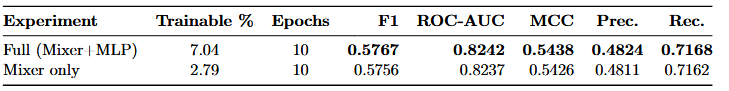 Experiment Trainable % Epochs F1 ROC-AUC MCC Prec. Rec.
Full (Mixer+MLP) 7.04 10 0.5767 0.8242 0.5438 0.4824 0.7168
Mixer only 2.79 10 0.5756 0.8237 0.5426 0.4811 0.7162